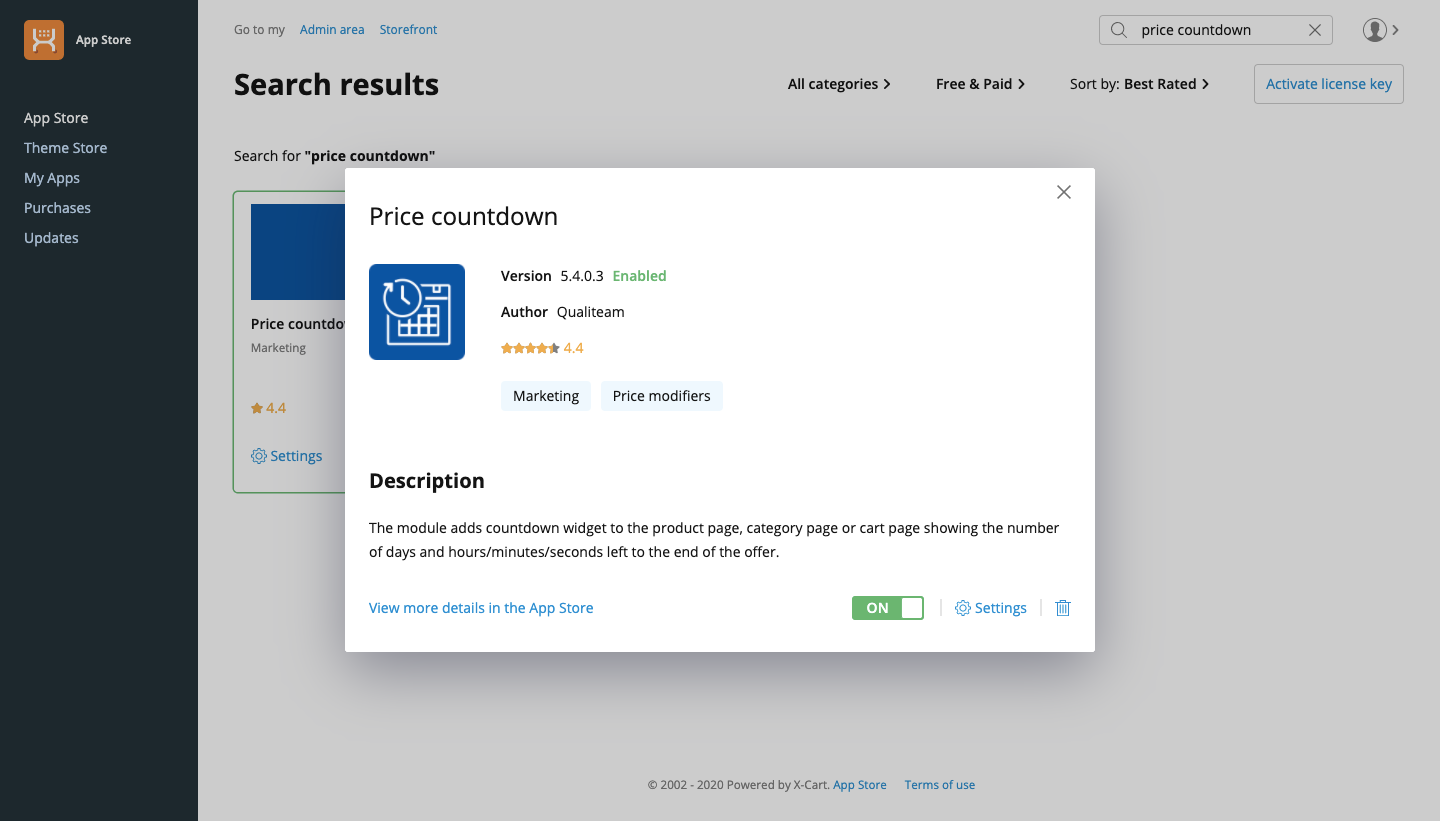 App Store
Go to my Admin area Storefront
price countdown
Search results
All categories
Free & Paid
Sort by: Best Rated
Activate license key
App Store
Theme Store
My Apps
Purchases
Updates
Search for "price countdown"
Marketing
4.4
Settings
Price countdown
Version 5.4.0.3 Enabled
Author Qualiteam
4.4
Marketing
Price modifiers
Description
The module adds countdown widget to the product page, category page or cart page showing the number
of days and hours/minutes/seconds left to the end of the offer.
View more details in the App Store
ON
Settings
© 2002 - 2020 Powered by X-Cart. App Store Terms of use